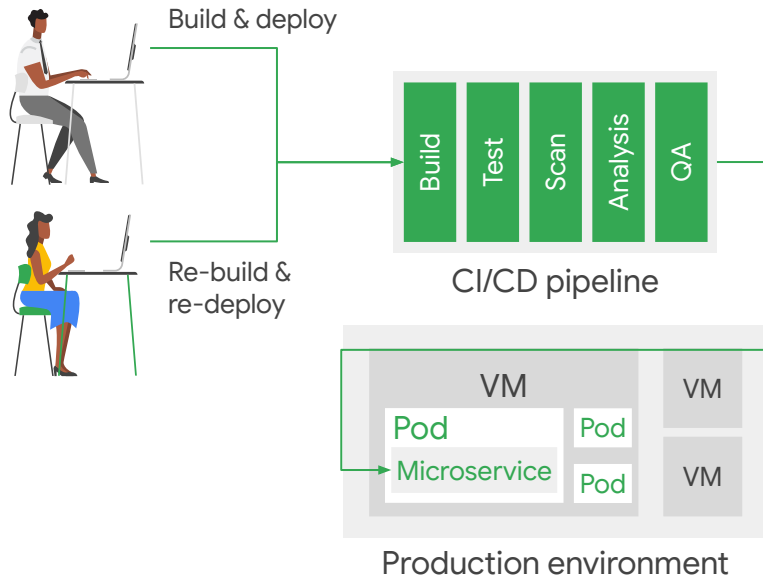 Build & deploy
Re-build &
re-deploy
Build
Test
Scan
Analysis
QA
CI/CD pipeline
VM
Pod
Microservice
Pod
Pod
VM
VM
Production environment